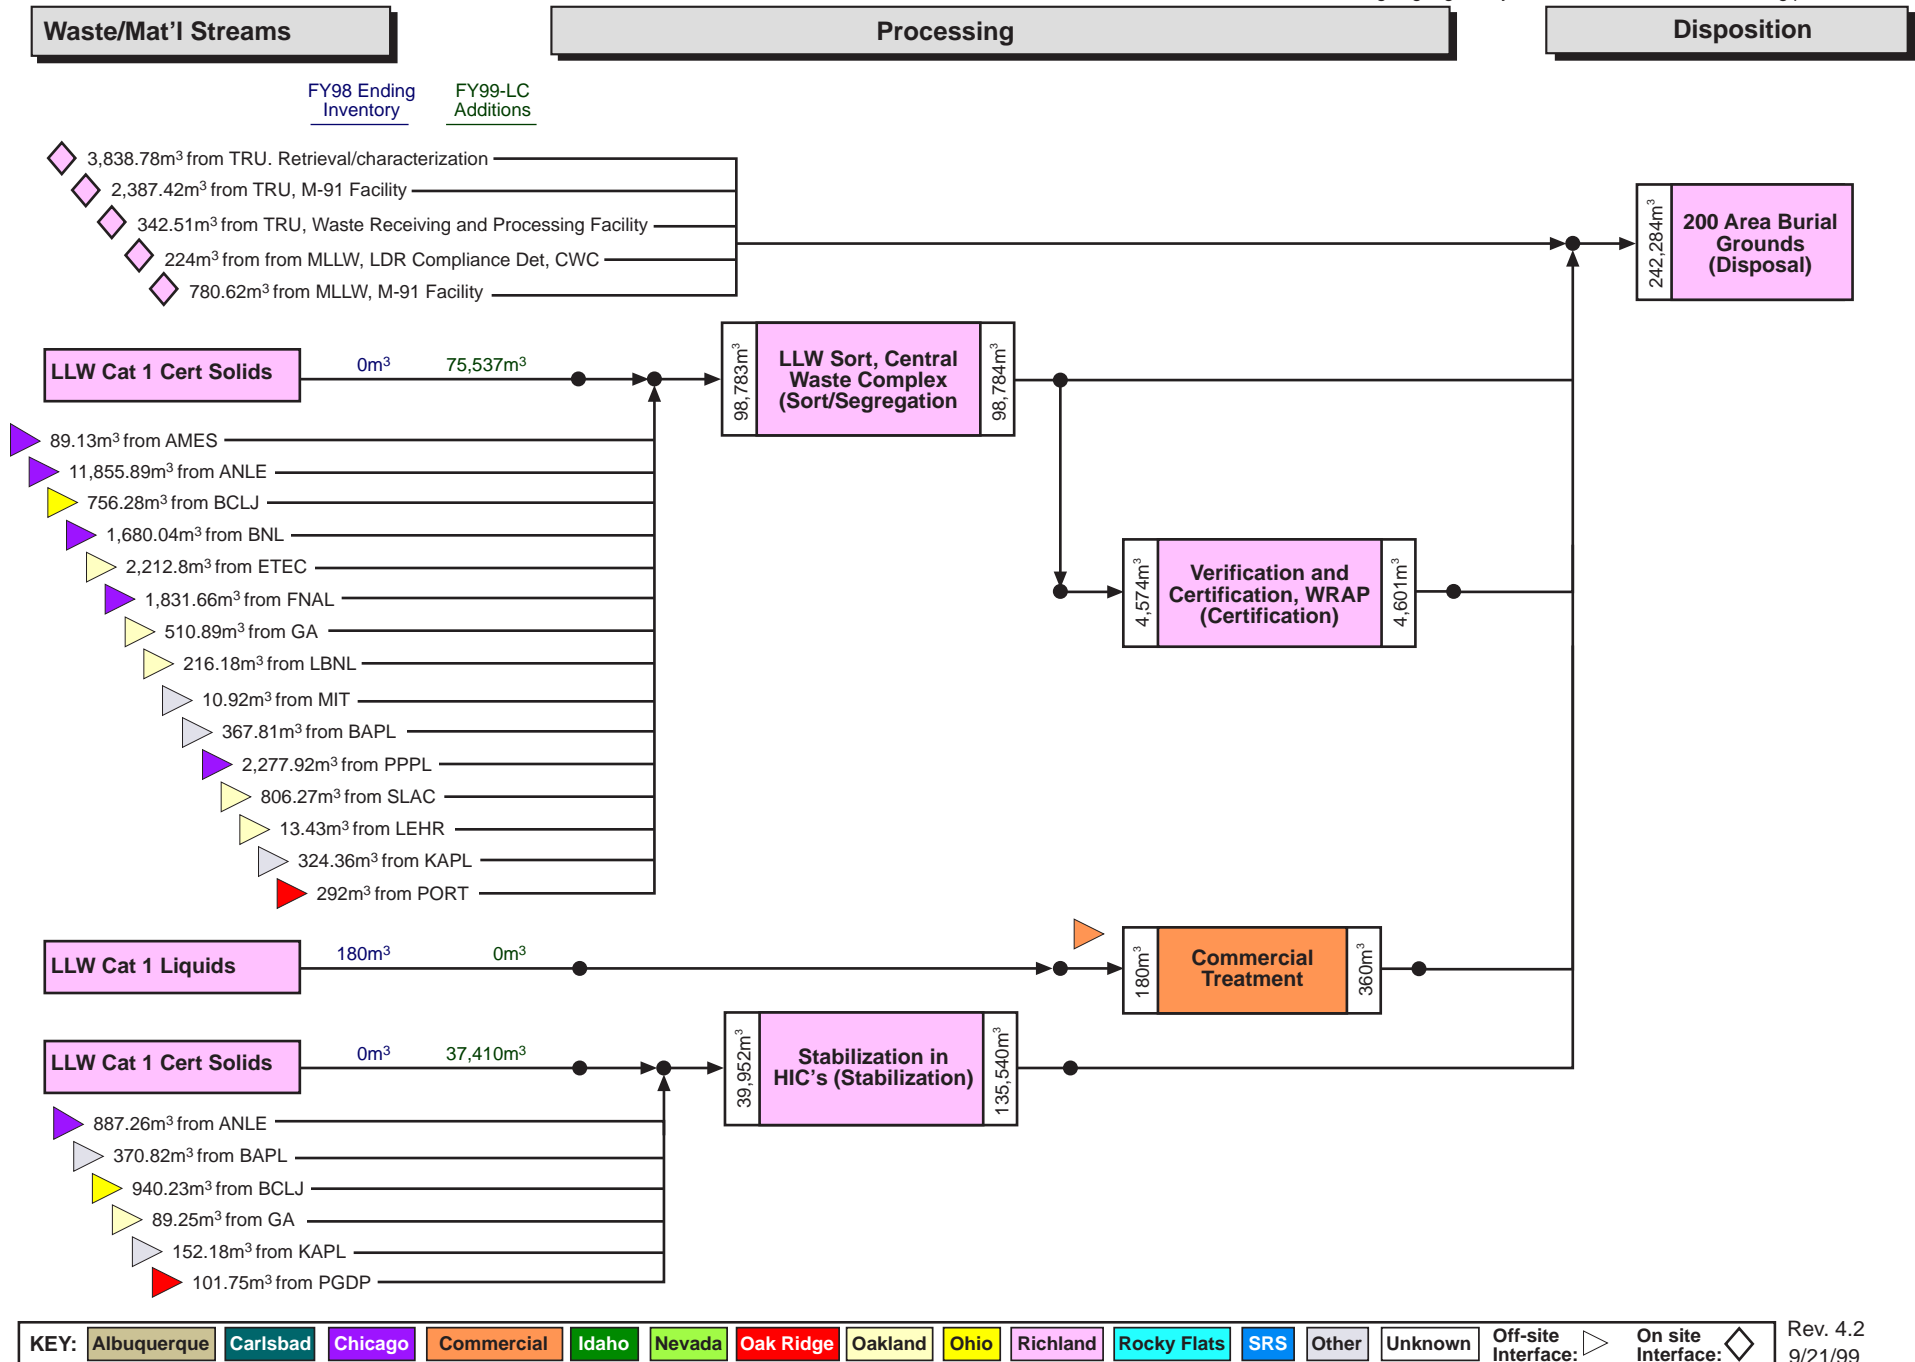 Waste/Mat'l Streams
Processing
Disposition
FY98 Ending
Inventory
FY99-LC
Additions
3,838.78m³ from TRU. Retrieval/characterization
2,387.42m³ from TRU, M-91 Facility
342.51m³ from TRU, Waste Receiving and Processing Facility
224m³ from from MLLW, LDR Compliance Det, CWC
780.62m³ from MLLW, M-91 Facility
242,284m³
200 Area Burial
Grounds
(Disposal)
LLW Cat 1 Cert Solids
0m³
75,537m³
98,783m³
LLW Sort, Central
Waste Complex
(Sort/Segregation
98,784m³
89.13m³ from AMES
11,855.89m³ from ANLE
756.28m³ from BCLJ
1,680.04m³ from BNL
2,212.8m³ from ETEC
1,831.66m³ from FNAL
510.89m³ from GA
216.18m³ from LBNL
10.92m³ from MIT
367.81m³ from BAPL
2,277.92m³ from PPPL
806.27m³ from SLAC
13.43m³ from LEHR
324.36m³ from KAPL
292m³ from PORT
4,574m³
Verification and
Certification, WRAP
(Certification)
4,601m³
LLW Cat 1 Liquids
180m³
0m³
180m³
Commercial
Treatment
360m³
LLW Cat 1 Cert Solids
0m³
37,410m³
39,952m³
Stabilization in
HIC's (Stabilization)
135,540m³
887.26m³ from ANLE
370.82m³ from BAPL
940.23m³ from BCLJ
89.25m³ from GA
152.18m³ from KAPL
101.75m³ from PGDP
KEY: Albuquerque Carlsbad Chicago Commercial Idaho Nevada Oak Ridge Oakland Ohio Richland Rocky Flats SRS Other Unknown
Off-site
Interface:
On site
Interface:
Rev. 4.2
9/21/99